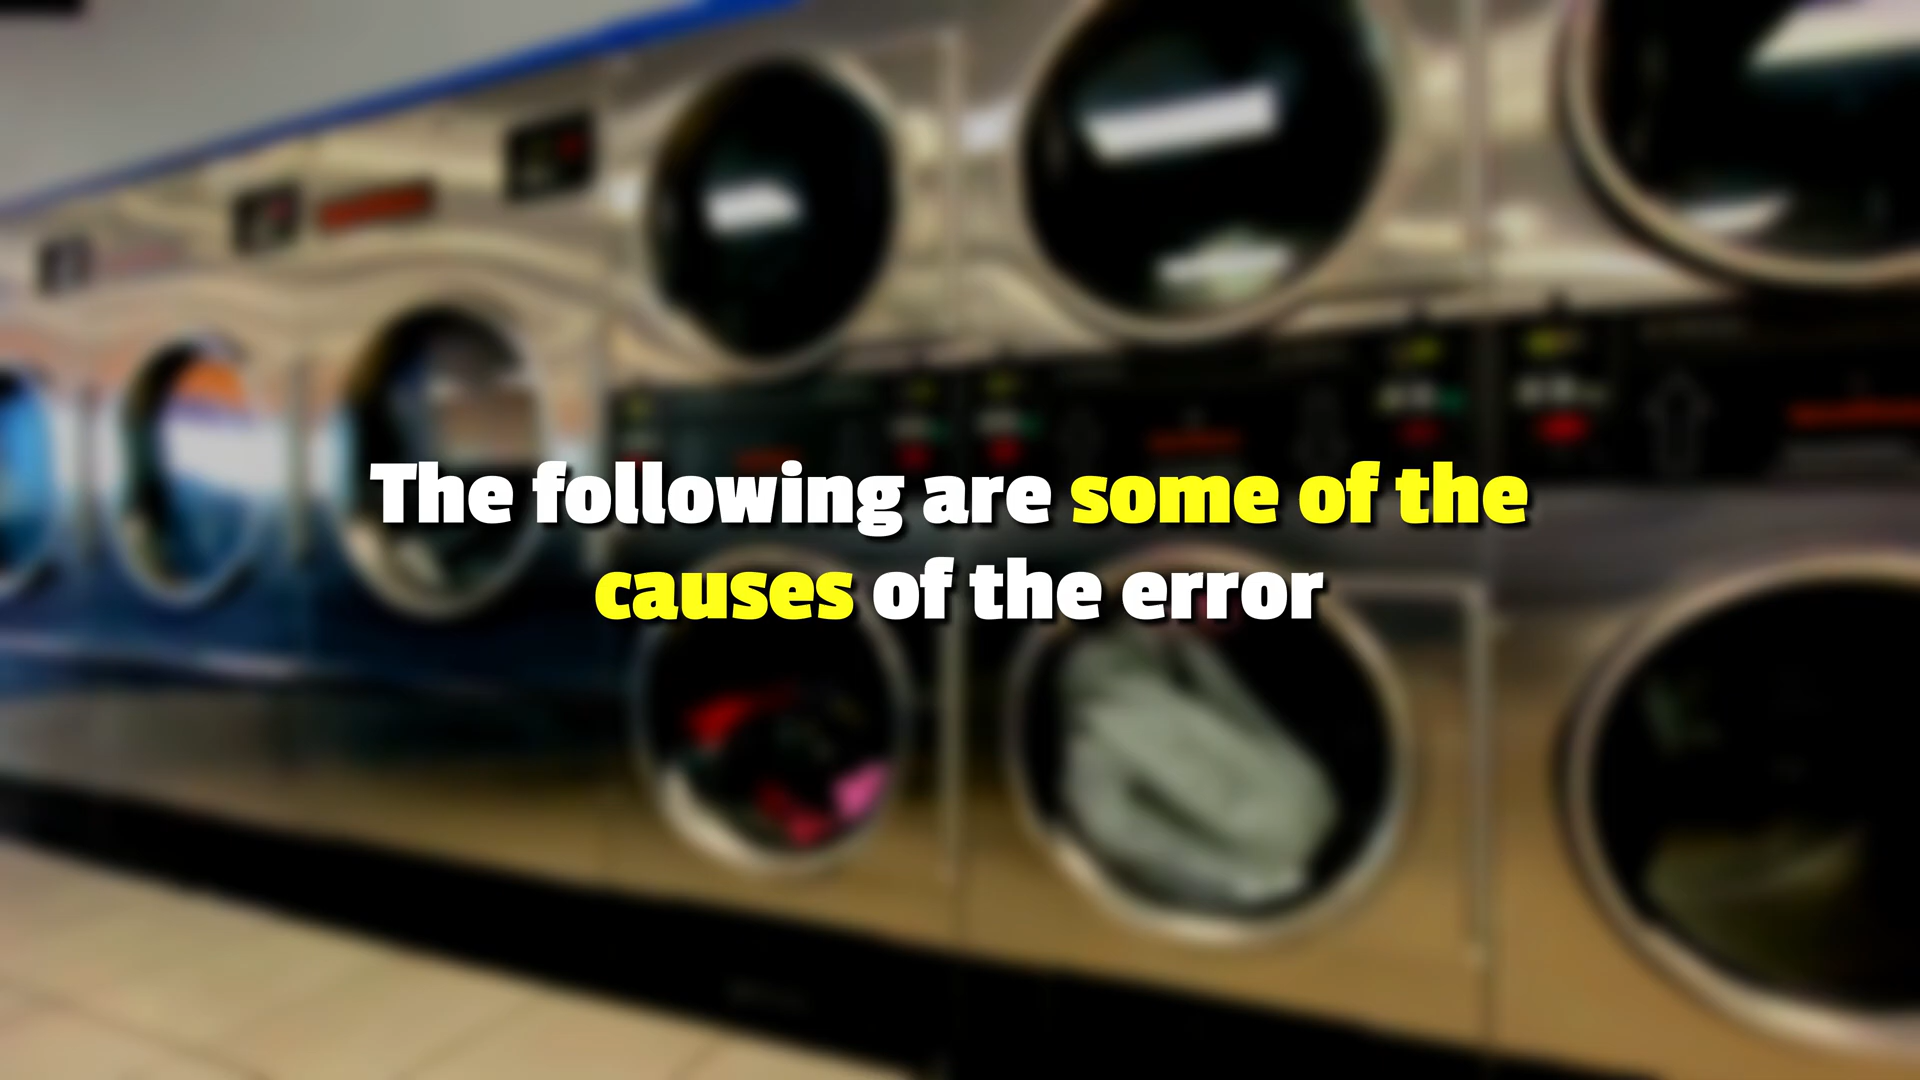 The following are some of the
causes of the error